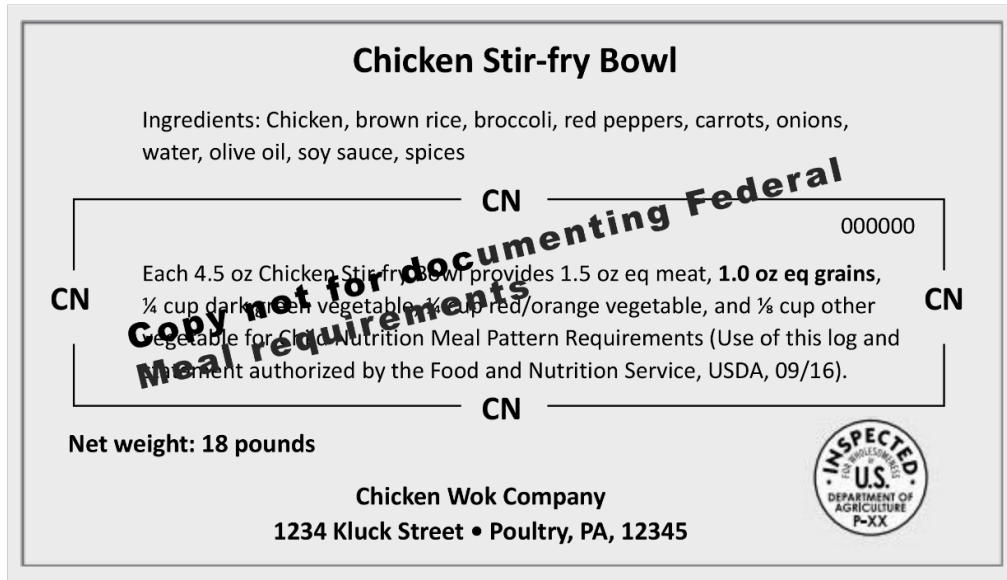 Chicken Stir-fry Bowl
Ingredients: Chicken, brown rice, broccoli, red peppers, carrots, onions,
water, olive oil, soy sauce, spices
CN
000000
Each 4.5 oz Chicken Stir-fry Bowl provides 1.5 oz eq meat, 1.0 oz eq grains,
CN
CN
¼ cup dark green vegetable, ¼ cup red/orange vegetable, and ⅛ cup other
vegetable for Child Nutrition Meal Pattern Requirements (Use of this log and
statement authorized by the Food and Nutrition Service, USDA, 09/16).
CN
Copy not for documenting Federal
Meal requirements
Net weight: 18 pounds
INSPECTED
FOR WHOLESOMENESS
U.S.
DEPARTMENT OF
AGRICULTURE
P-XX
Chicken Wok Company
1234 Kluck Street • Poultry, PA, 12345